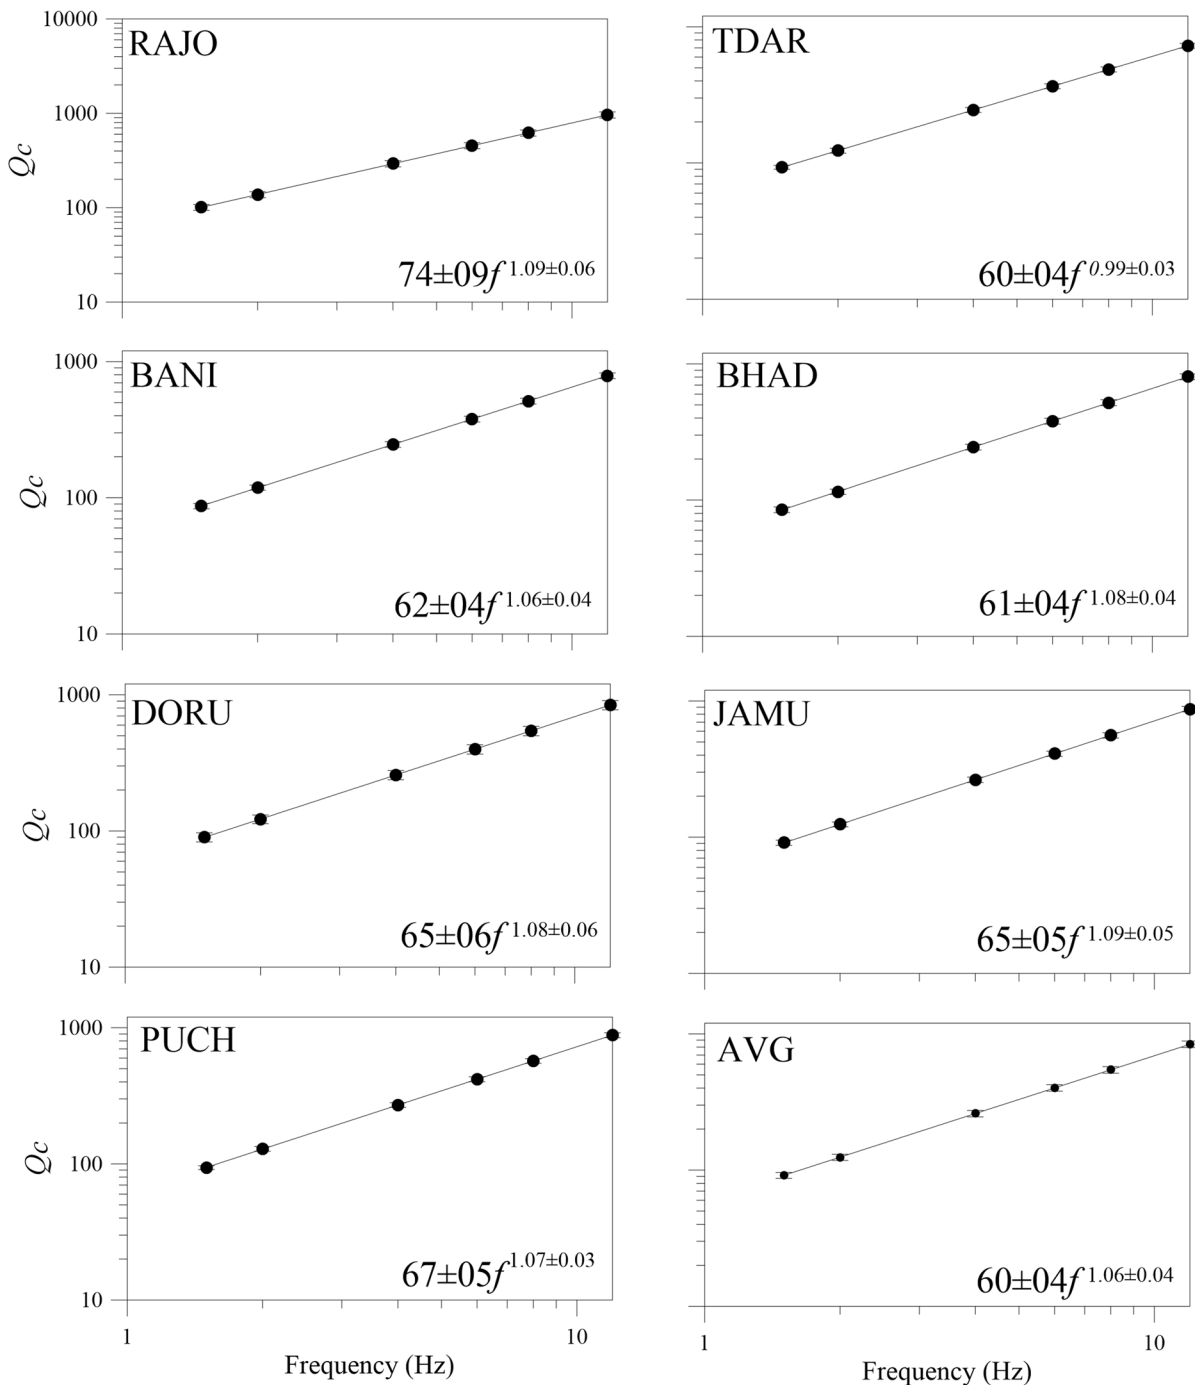 RAJO
10000
1000
100
10
Qc
74±09f^1.09±0.06
TDAR
60±04f^0.99±0.03
BANI
1000
100
10
Qc
62±04f^1.06±0.04
BHAD
61±04f^1.08±0.04
DORU
1000
100
10
Qc
65±06f^1.08±0.06
JAMU
65±05f^1.09±0.05
PUCH
1000
100
10
Qc
67±05f^1.07±0.03
1 10
Frequency (Hz)
AVG
60±04f^1.06±0.04
1 10
Frequency (Hz)